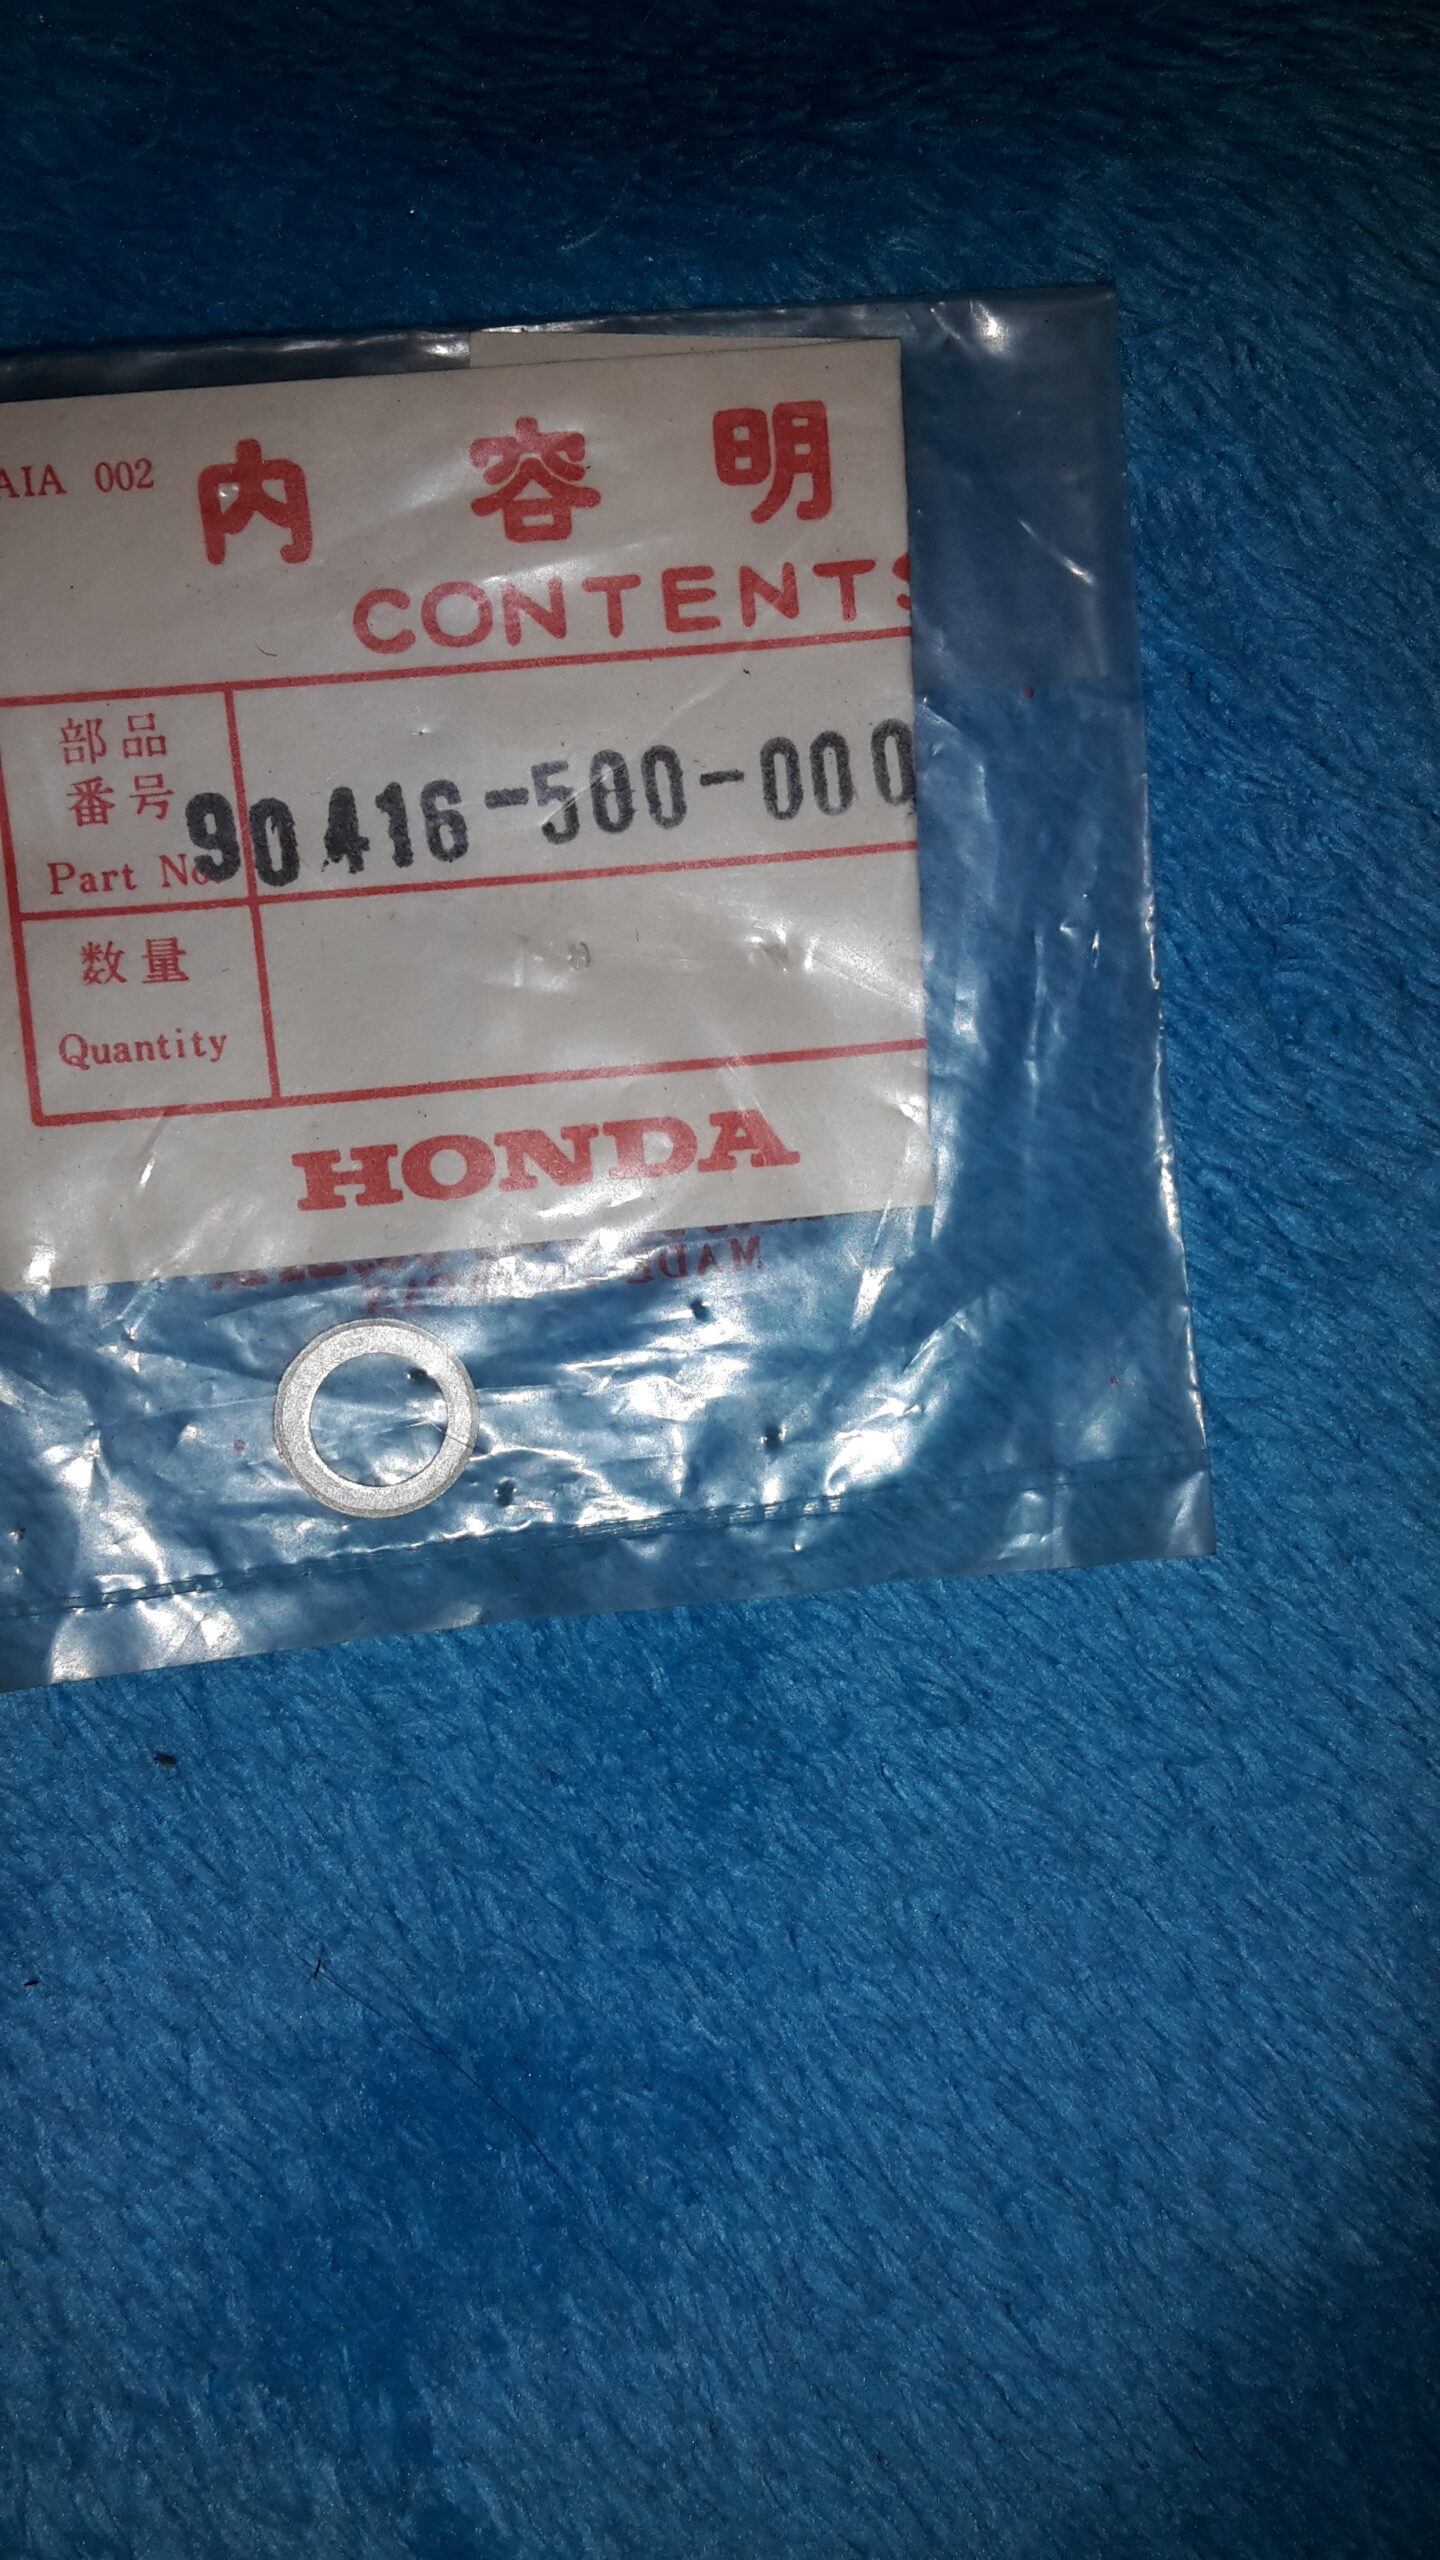 AIA 002
内 容 明
CONTENTS
部品
番号
Part No.
90416-500-000
数量
Quantity
HONDA
MADE